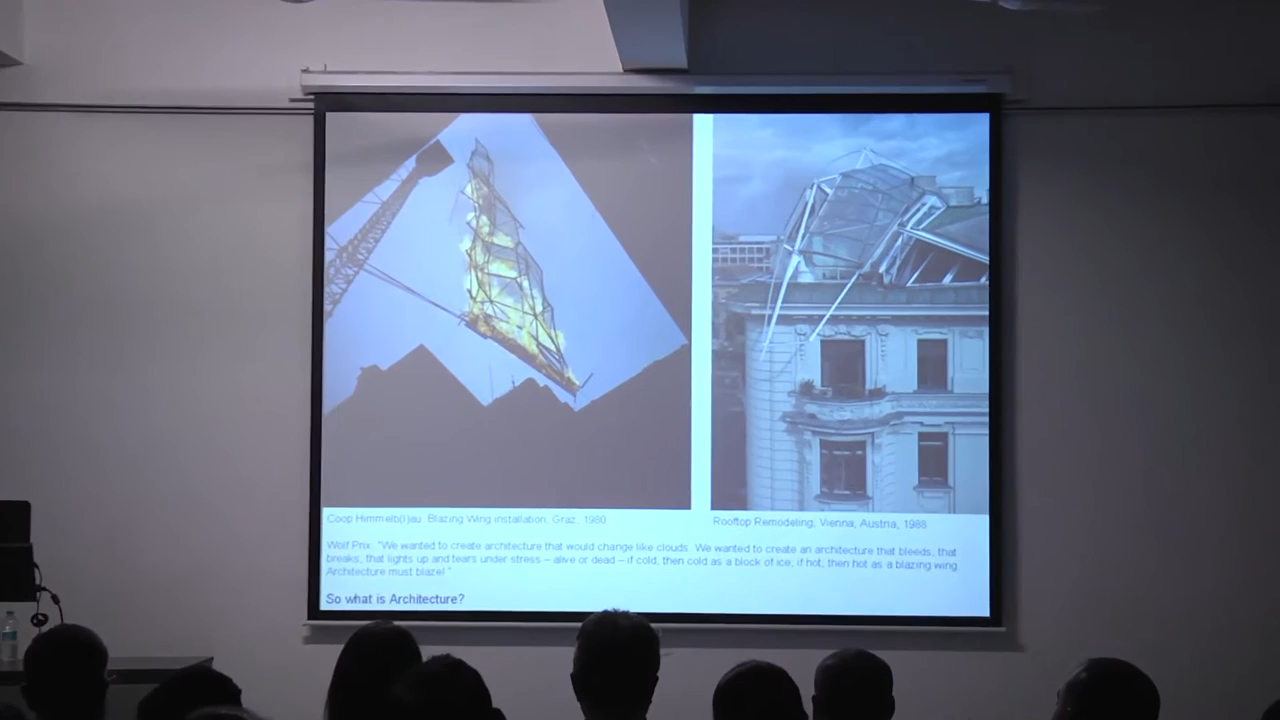 Coop Himmelb(l)au Blazing Wing installation, Graz, 1980
Rooftop Remodeling, Vienna, Austria, 1988
Wolf Prix: "We wanted to create architecture that would change like clouds. We wanted to create an architecture that bleeds, that
breaks, that lights up and tears under stress – alive or dead – if cold, then cold as a block of ice; if hot, then hot as a blazing wing.
Architecture must blaze!"
So what is Architecture?